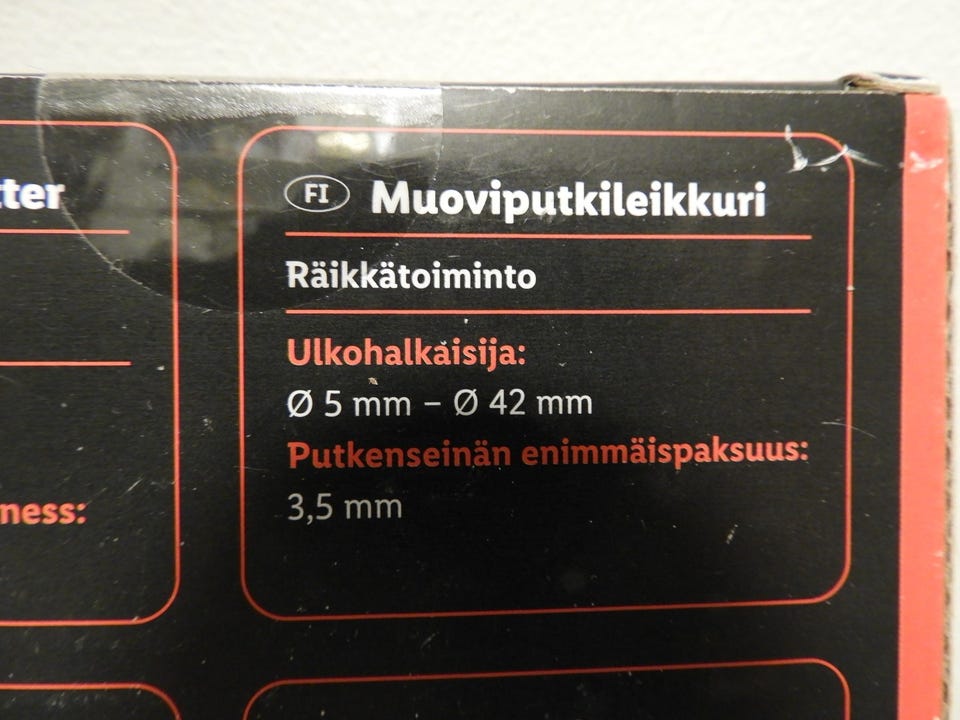 tter
ness:
FI Muoviputkileikkuri
Räikkätoiminto
Ulkohalkaisija:
Ø 5 mm – Ø 42 mm
Putkenseinän enimmäispaksuus:
3,5 mm